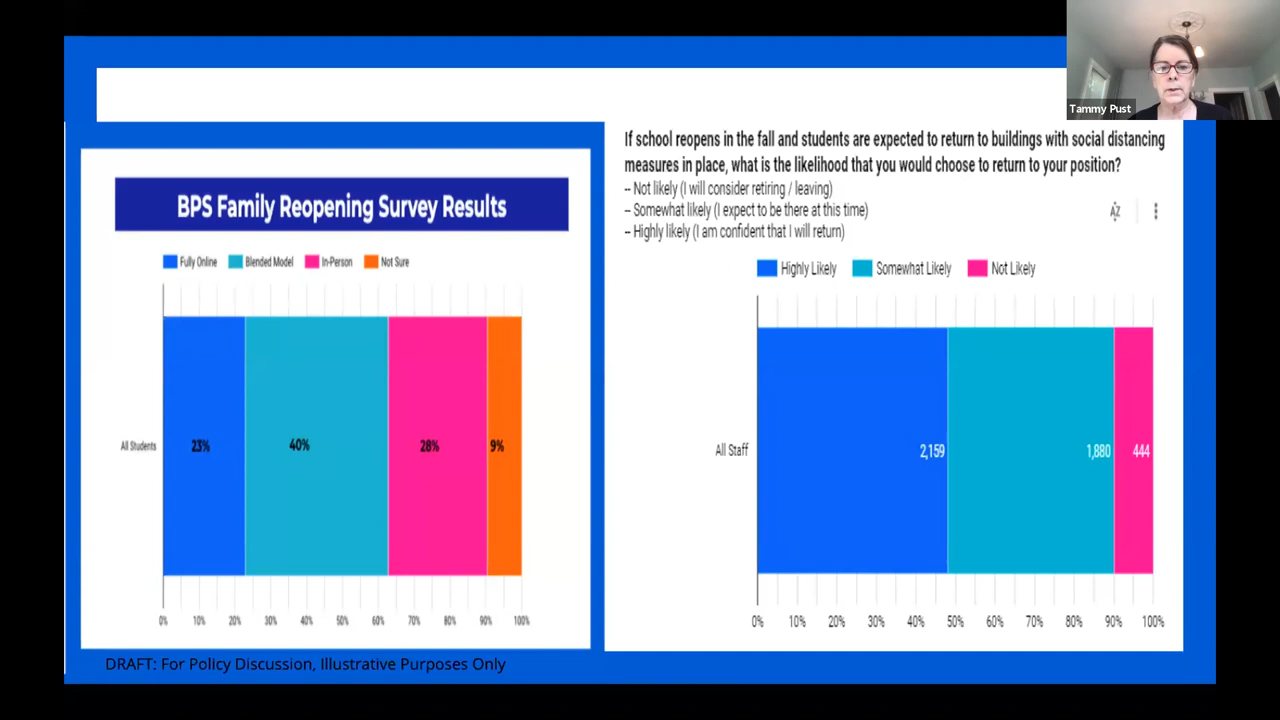 Tammy Pust
BPS Family Reopening Survey Results
Fully Online Blended Model In-Person Not Sure
All Students 23% 40% 28% 9%
0% 10% 20% 30% 40% 50% 60% 70% 80% 90% 100%
DRAFT: For Policy Discussion, Illustrative Purposes Only
If school reopens in the fall and students are expected to return to buildings with social distancing
measures in place, what is the likelihood that you would choose to return to your position?
-- Not likely (I will consider retiring / leaving)
-- Somewhat likely (I expect to be there at this time)
-- Highly likely (I am confident that I will return)
AZ
Highly Likely Somewhat Likely Not Likely
All Staff 2,159 1,880 444
0% 10% 20% 30% 40% 50% 60% 70% 80% 90% 100%